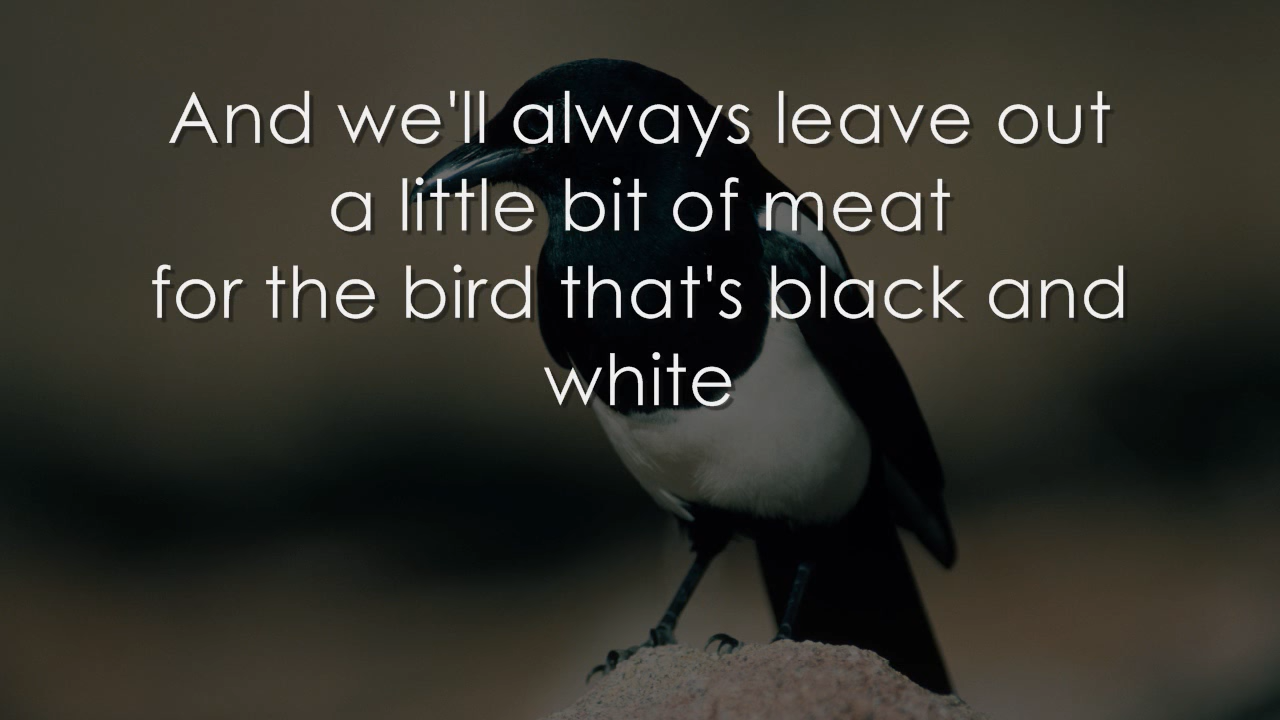 And we'll always leave out
a little bit of meat
for the bird that's black and
white